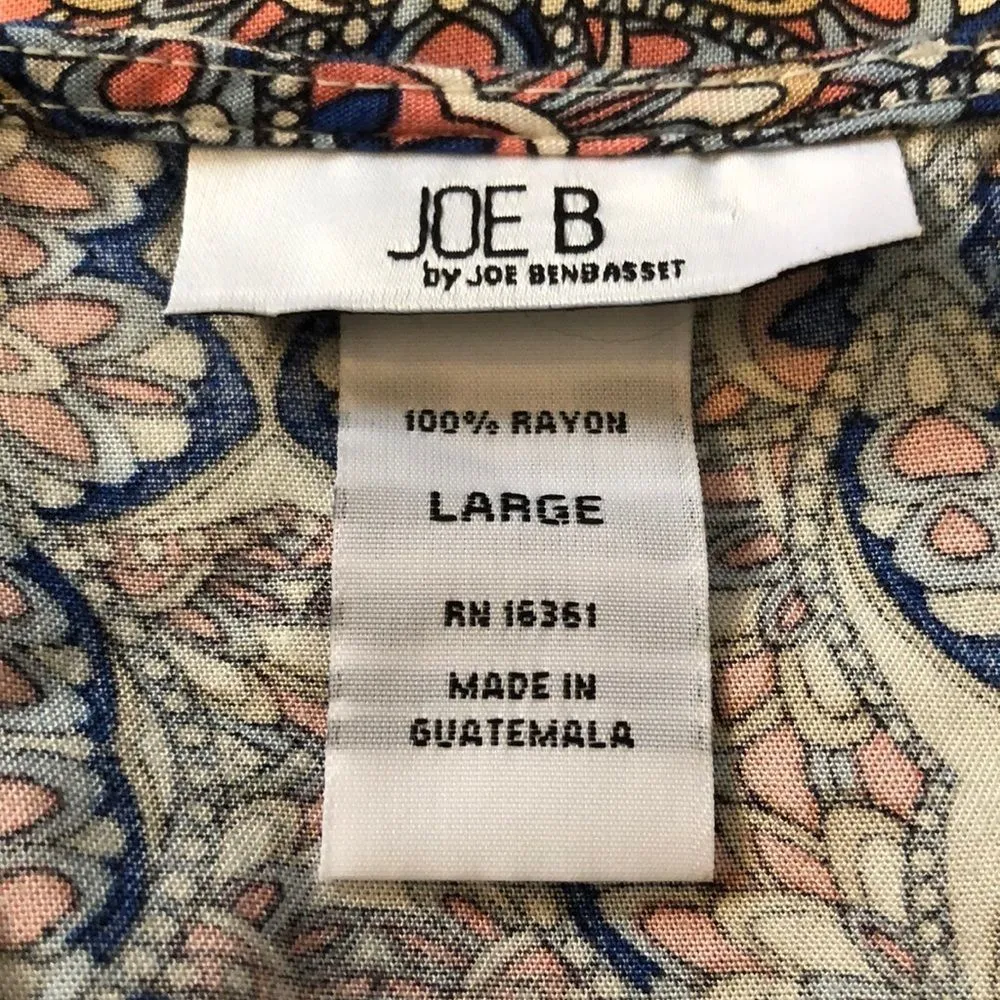 JOE B
by JOE BENBASSET
100% RAYON
LARGE
RN 16361
MADE IN
GUATEMALA